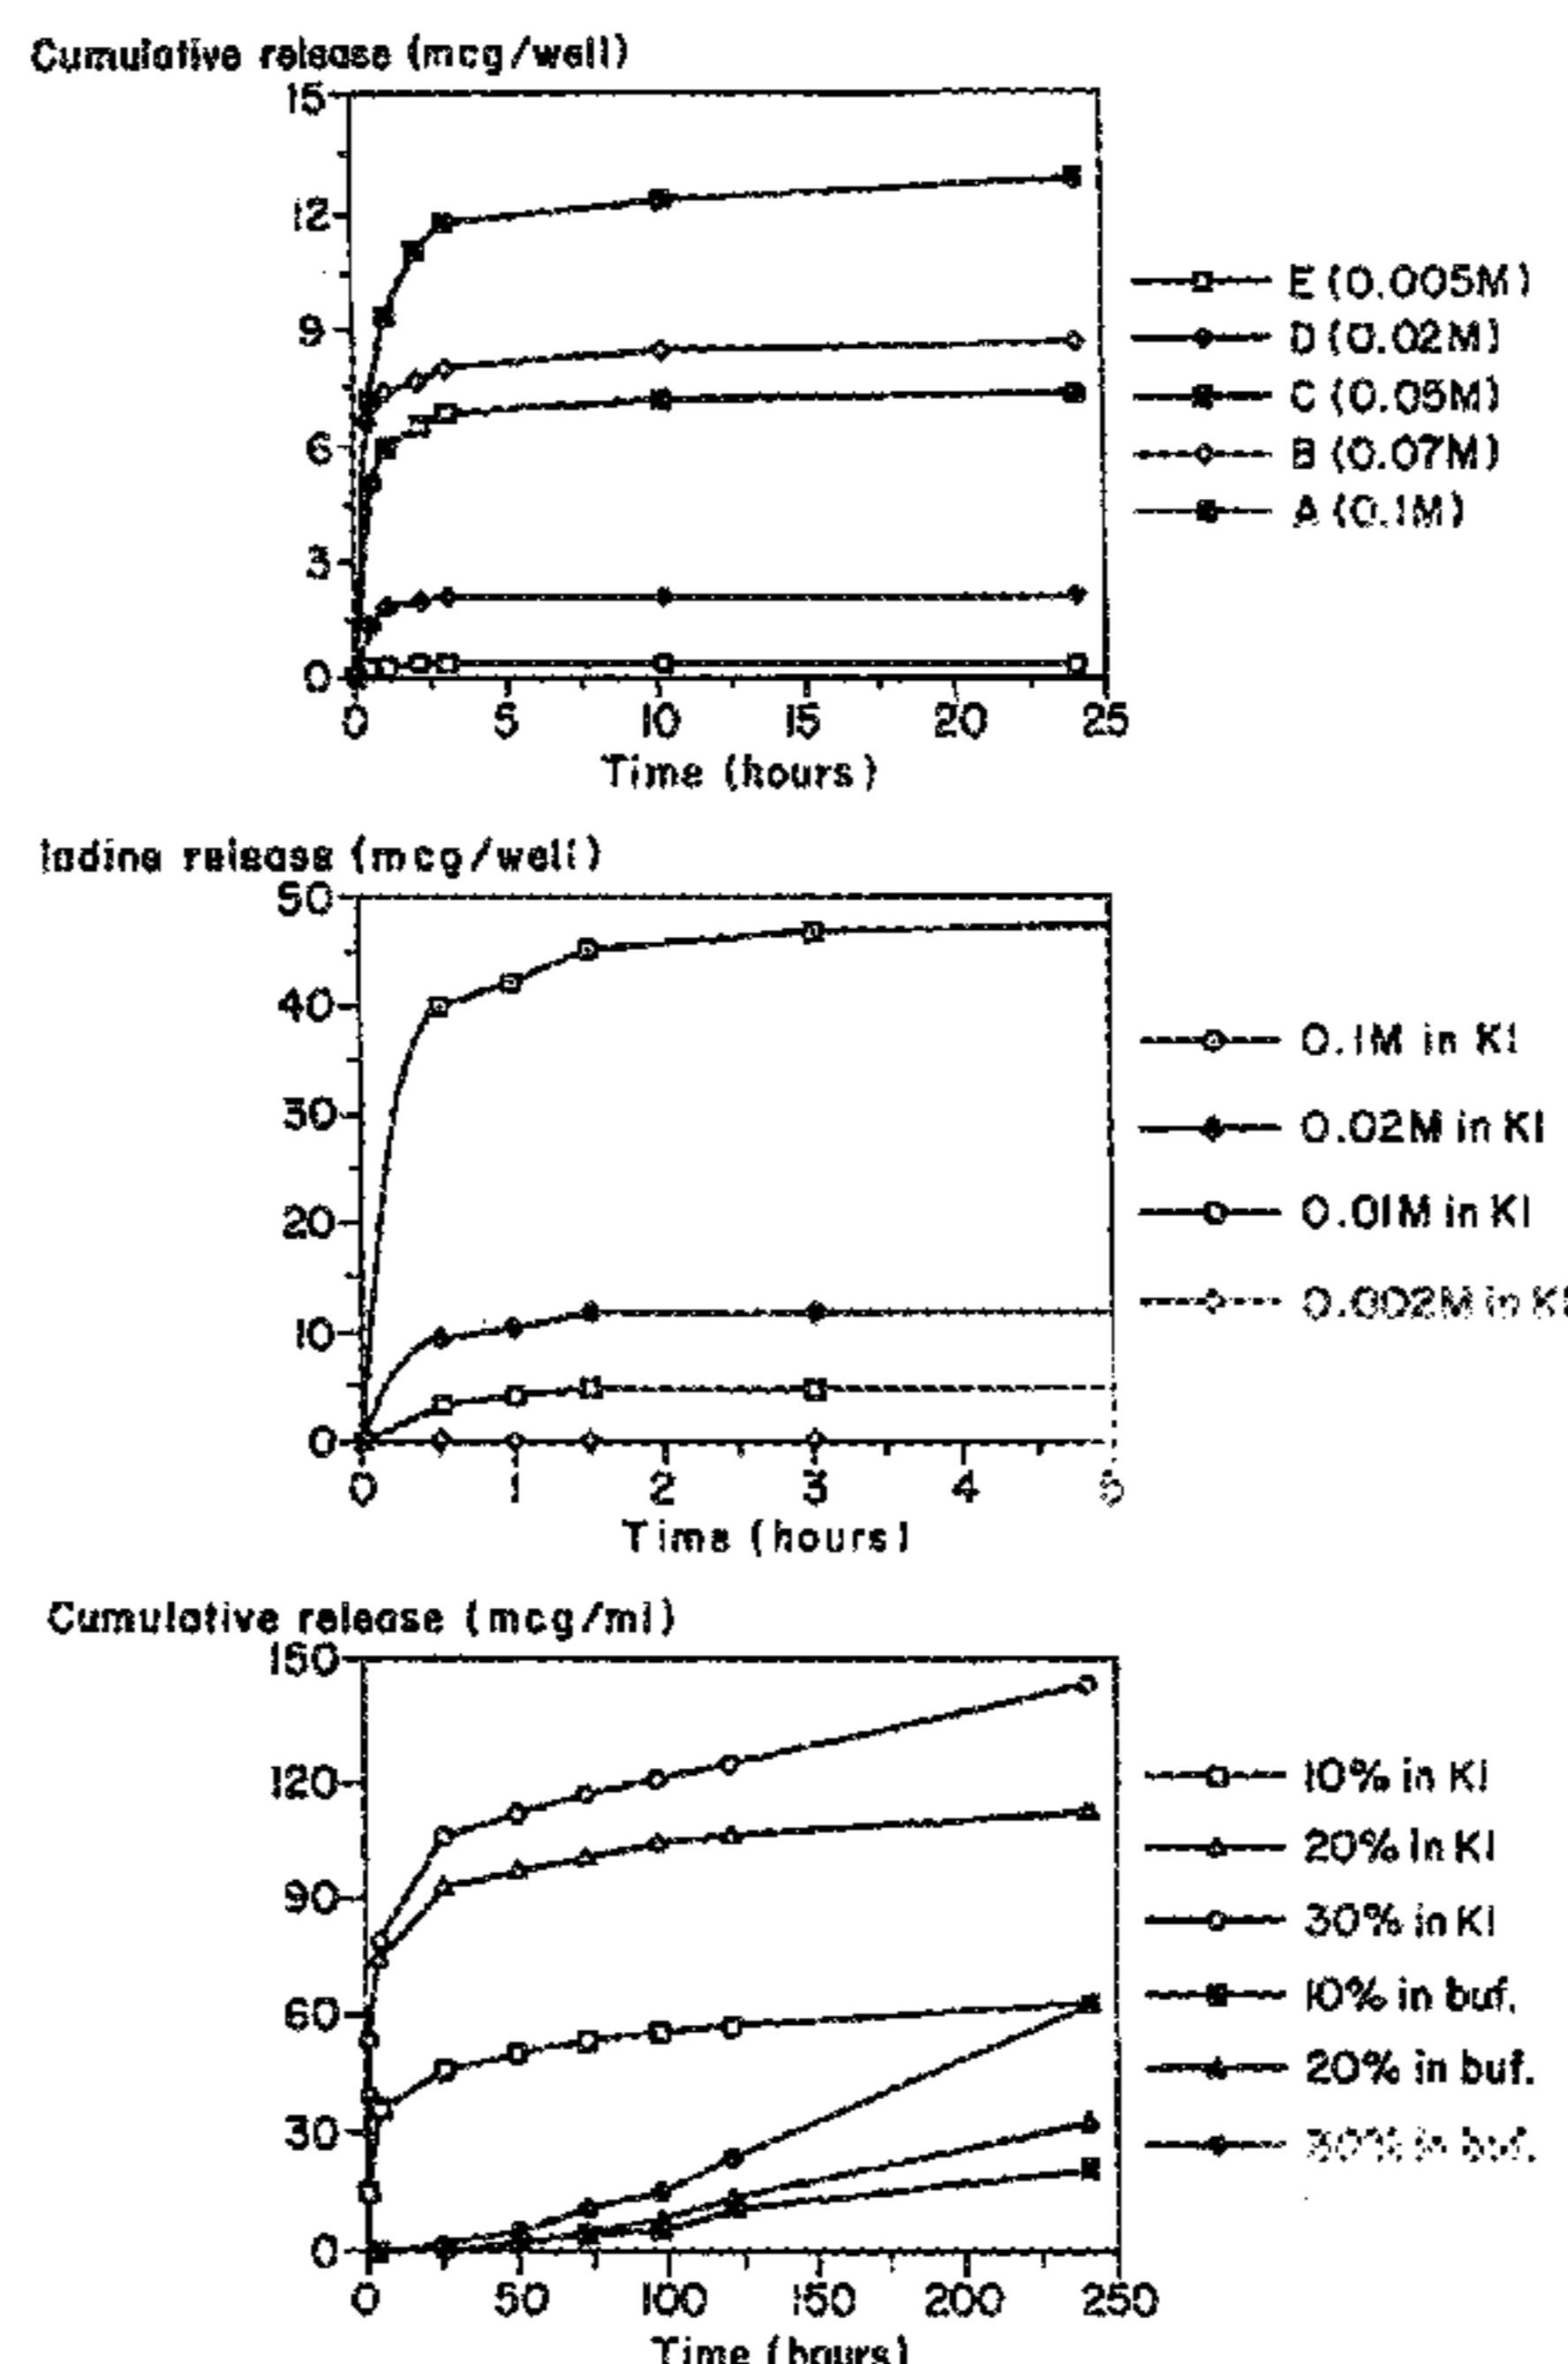 Cumulative release (mcg/well)
15
12
9
6
3
0
0 5 10 15 20 25
Time (hours)
E (0.005M)
D (0.02M)
C (0.05M)
B (0.07M)
A (0.1M)
Iodine release (mcg/well)
50
40
30
20
10
0
0 1 2 3 4 5
Time (hours)
0.1M in KI
0.02M in KI
0.01M in KI
0.002M in KI
Cumulative release (mcg/ml)
150
120
90
60
30
0
0 50 100 150 200 250
Time (hours)
10% in KI
20% in KI
30% in KI
10% in buf.
20% in buf.
30% in buf.